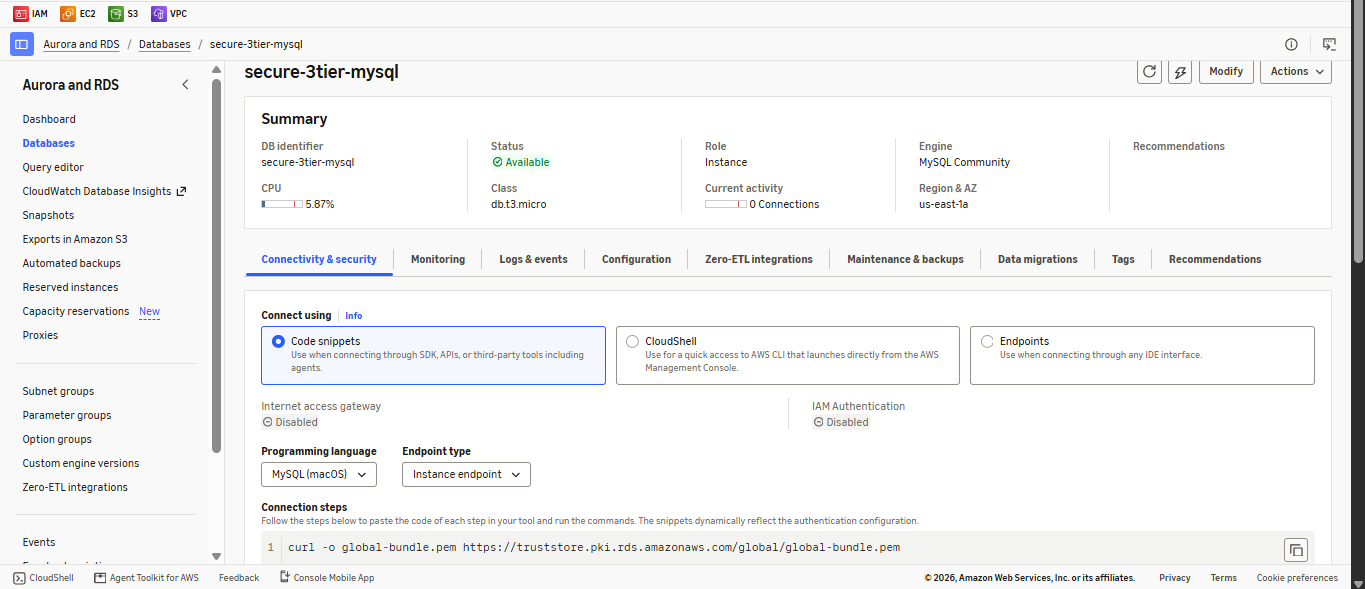 IAM EC2 S3 VPC
Aurora and RDS / Databases / secure-3tier-mysql
Aurora and RDS
Dashboard
Databases
Query editor
CloudWatch Database Insights
Snapshots
Exports in Amazon S3
Automated backups
Reserved instances
Capacity reservations New
Proxies
Subnet groups
Parameter groups
Option groups
Custom engine versions
Zero-ETL integrations
Events
secure-3tier-mysql
Modify Actions
Summary
DB identifier
secure-3tier-mysql
Status
Available
Role
Instance
Engine
MySQL Community
Recommendations
CPU
5.87%
Class
db.t3.micro
Current activity
0 Connections
Region & AZ
us-east-1a
Connectivity & security Monitoring Logs & events Configuration Zero-ETL integrations Maintenance & backups Data migrations Tags Recommendations
Connect using Info
Code snippets
Use when connecting through SDK, APIs, or third-party tools including
agents.
CloudShell
Use for a quick access to AWS CLI that launches directly from the AWS
Management Console.
Endpoints
Use when connecting through any IDE interface.
Internet access gateway
Disabled
IAM Authentication
Disabled
Programming language
MySQL (macOS)
Endpoint type
Instance endpoint
Connection steps
Follow the steps below to paste the code of each step in your tool and run the commands. The snippets dynamically reflect the authentication configuration.
1 curl -o global-bundle.pem https://truststore.pki.rds.amazonaws.com/global/global-bundle.pem
CloudShell Agent Toolkit for AWS Feedback Console Mobile App
© 2026, Amazon Web Services, Inc. or its affiliates. Privacy Terms Cookie preferences